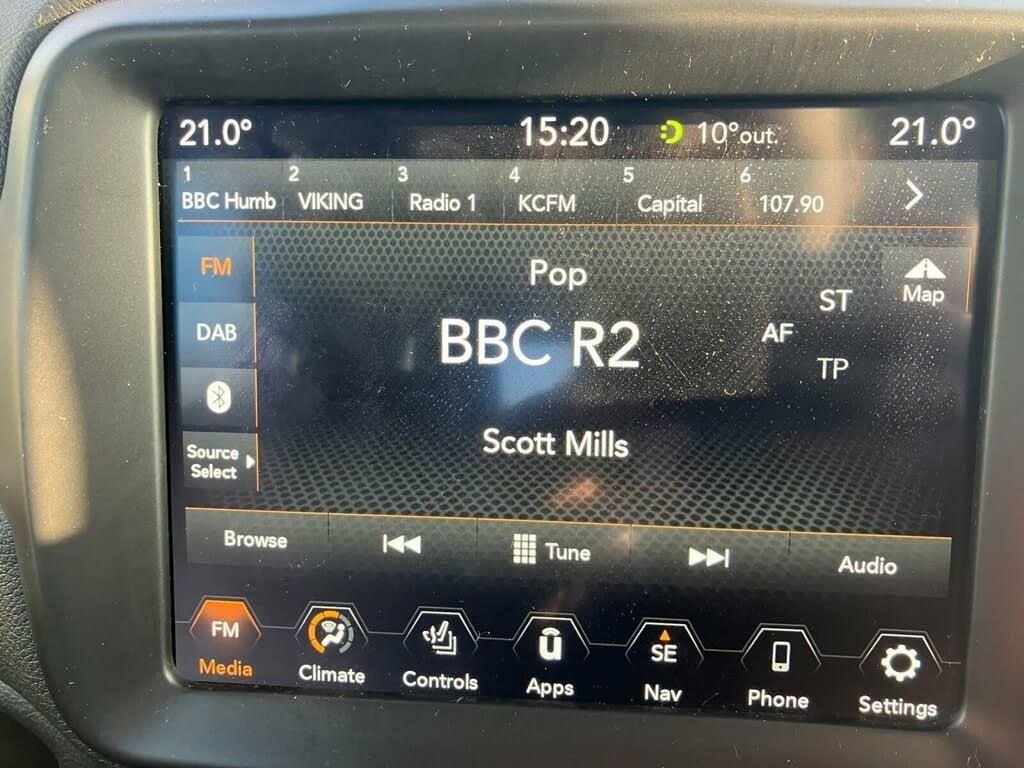 21.0° 15:20 10° out. 21.0°
1 2 3 4 5 6
BBC Humb VIKING Radio 1 KCFM Capital 107.90
FM
Pop
Map
ST
DAB
BBC R2
AF
TP
Source
Select
Scott Mills
Browse Tune Audio
FM SE
Media Climate Controls Apps Nav Phone Settings